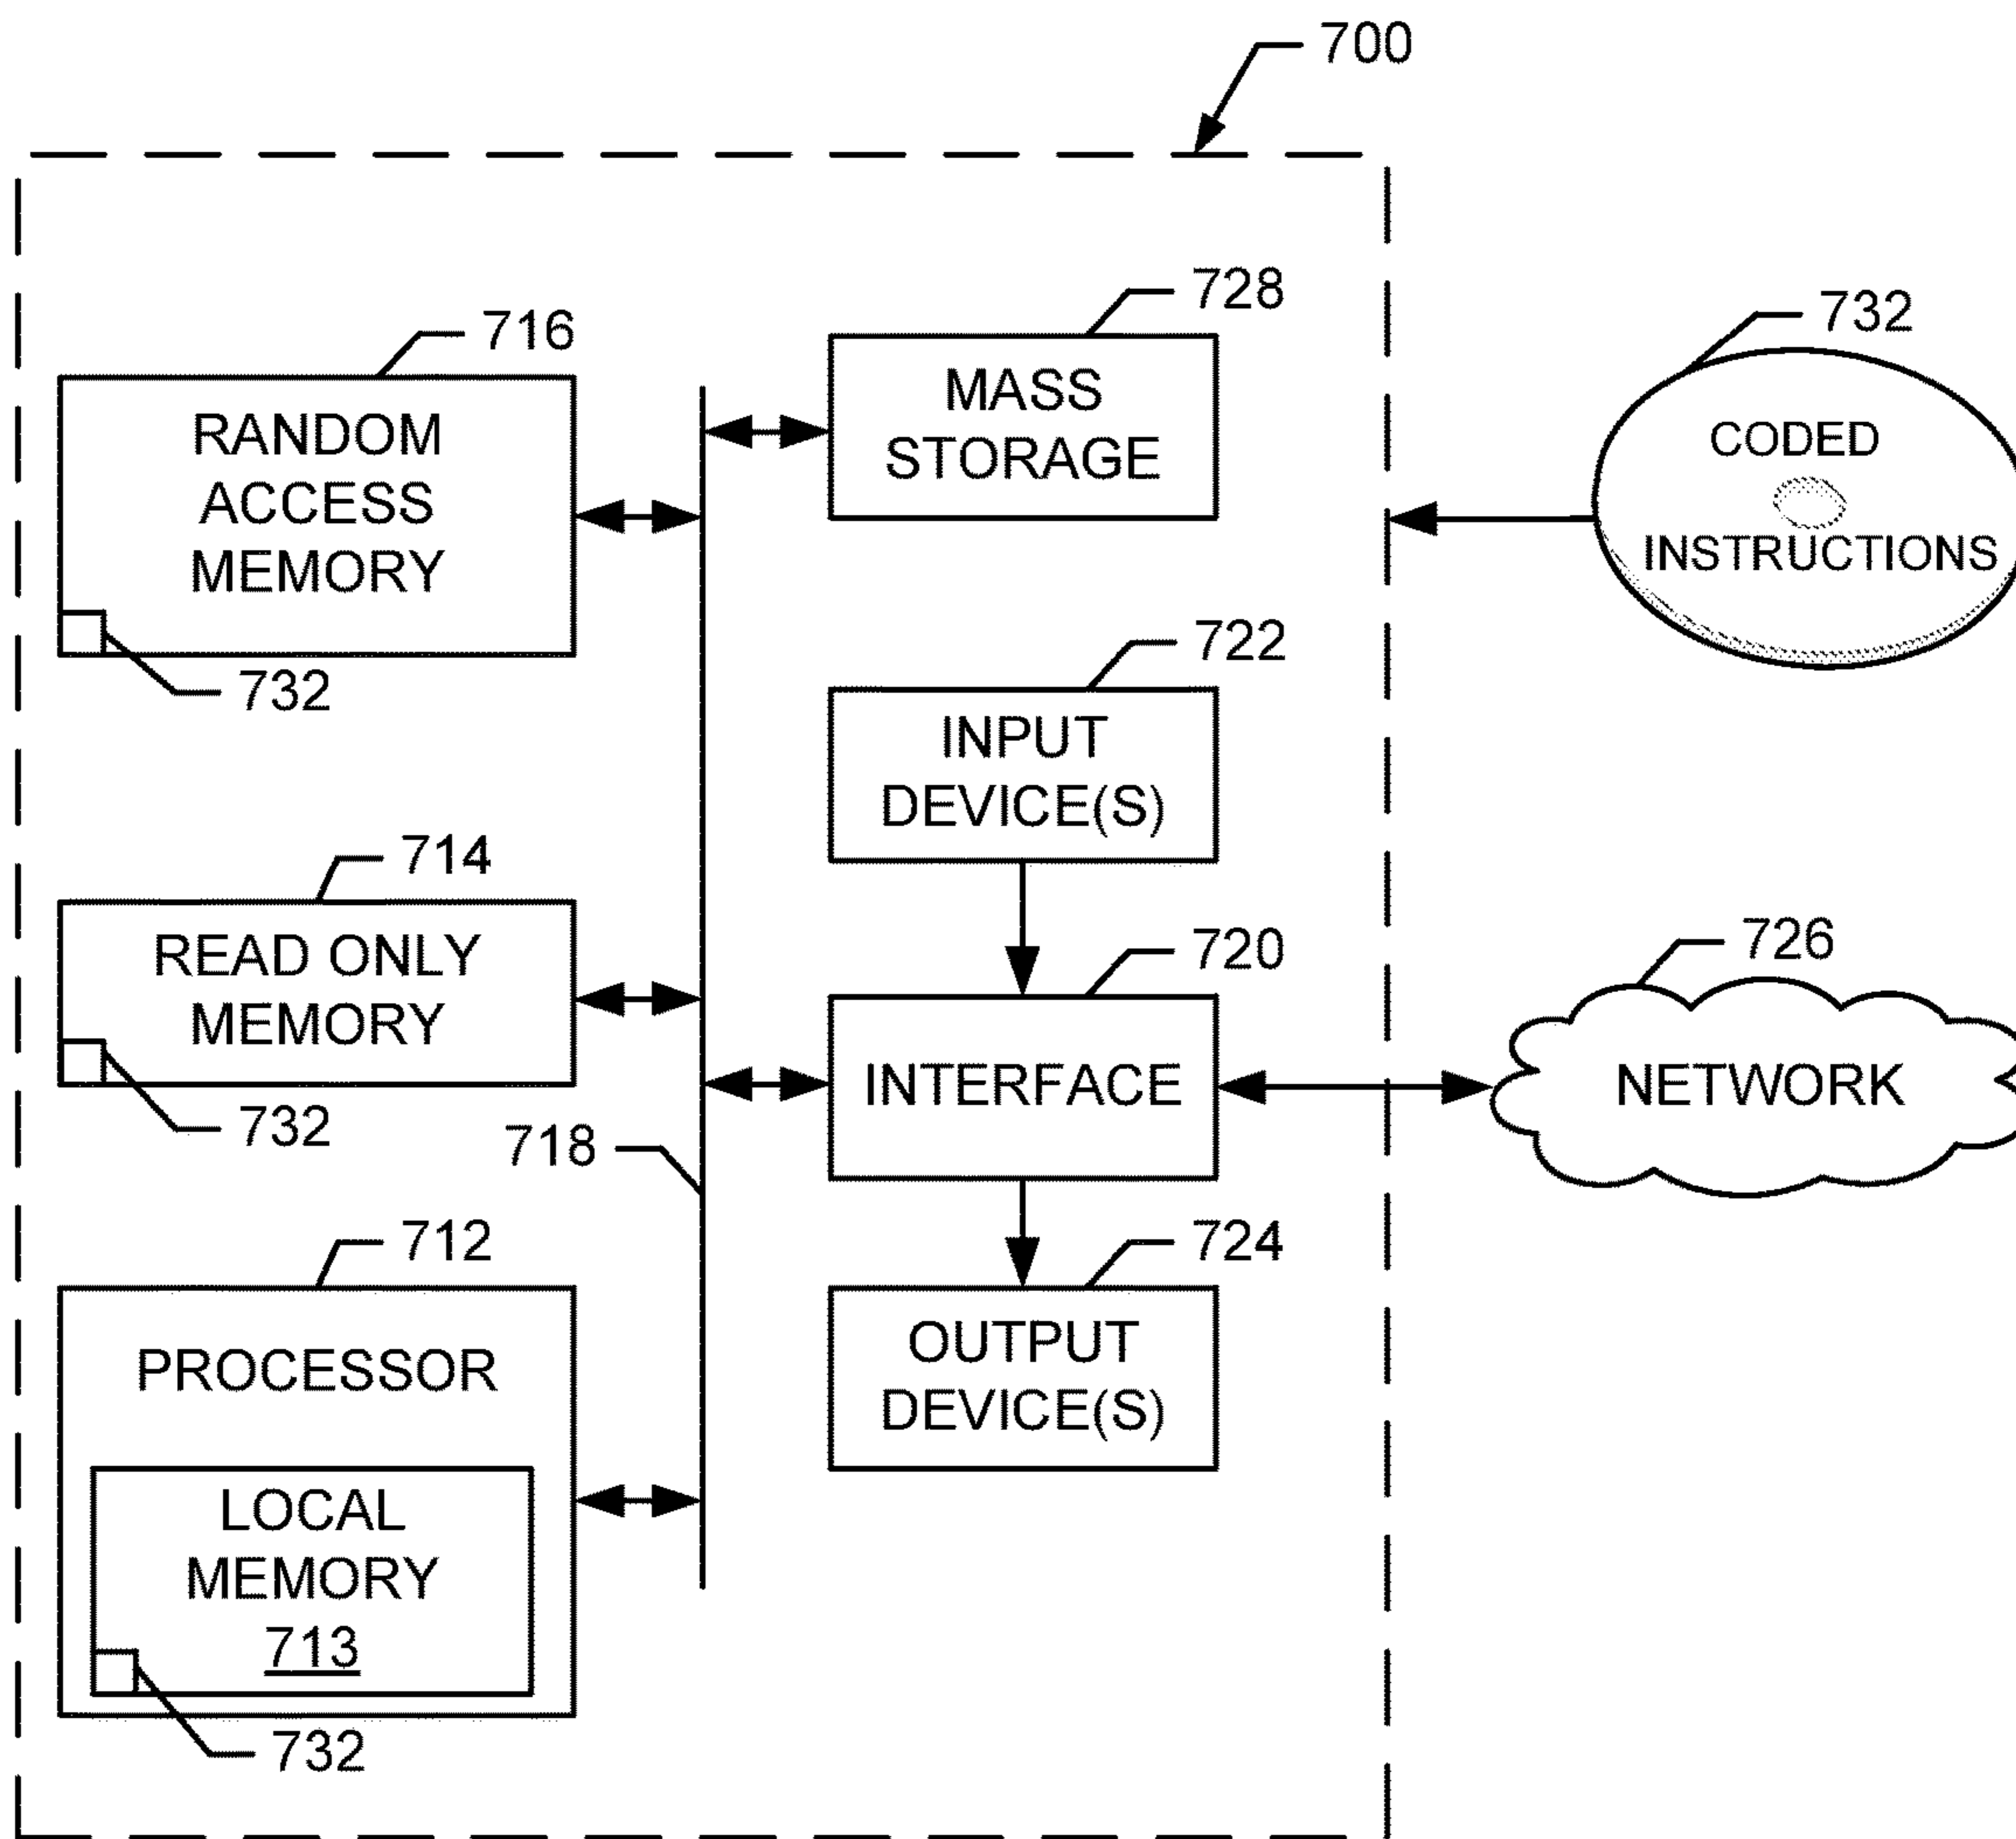 700
728
MASS
STORAGE
716
RANDOM
ACCESS
MEMORY
732
732
CODED
INSTRUCTIONS
722
INPUT
DEVICE(S)
714
READ ONLY
MEMORY
732
720
INTERFACE
726
NETWORK
718
712
PROCESSOR
LOCAL
MEMORY
713
732
724
OUTPUT
DEVICE(S)